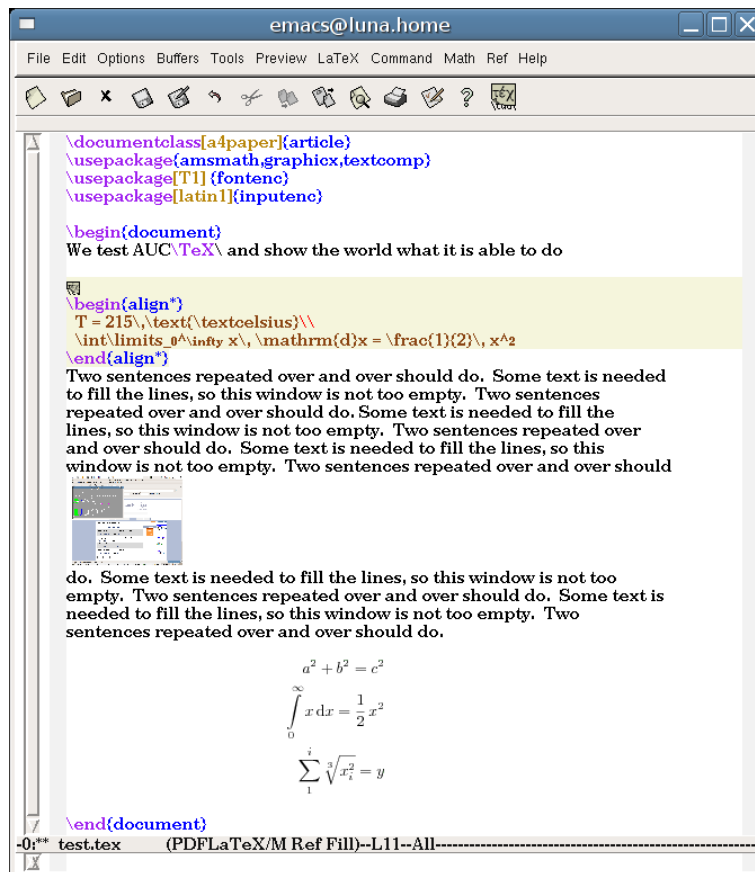 emacs@luna.home
File Edit Options Buffers Tools Preview LaTeX Command Math Ref Help
\documentclass[a4paper]{article}
\usepackage{amsmath,graphicx,textcomp}
\usepackage[T1]{fontenc}
\usepackage[latin1]{inputenc}
\begin{document}
We test AUC\TeX\ and show the world what it is able to do
\begin{align*}
T = 215\,\text{\textcelsius}\\
\int\limits_0^\infty x\, \mathrm{d}x = \frac{1}{2}\, x^2
\end{align*}
Two sentences repeated over and over should do.  Some text is needed
to fill the lines, so this window is not too empty.  Two sentences
repeated over and over should do. Some text is needed to fill the
lines, so this window is not too empty.  Two sentences repeated over
and over should do.  Some text is needed to fill the lines, so this
window is not too empty.  Two sentences repeated over and over should
do.  Some text is needed to fill the lines, so this window is not too
empty.  Two sentences repeated over and over should do.  Some text is
needed to fill the lines, so this window is not too empty.  Two
sentences repeated over and over should do.
a² + b² = c²
∫₀^∞ x dx = 1/2 x²
∑₁^i ∛(x_i²) = y
\end{document}
-0:** test.tex (PDFLaTeX/M Ref Fill)--L11--All----------------------------------------------------